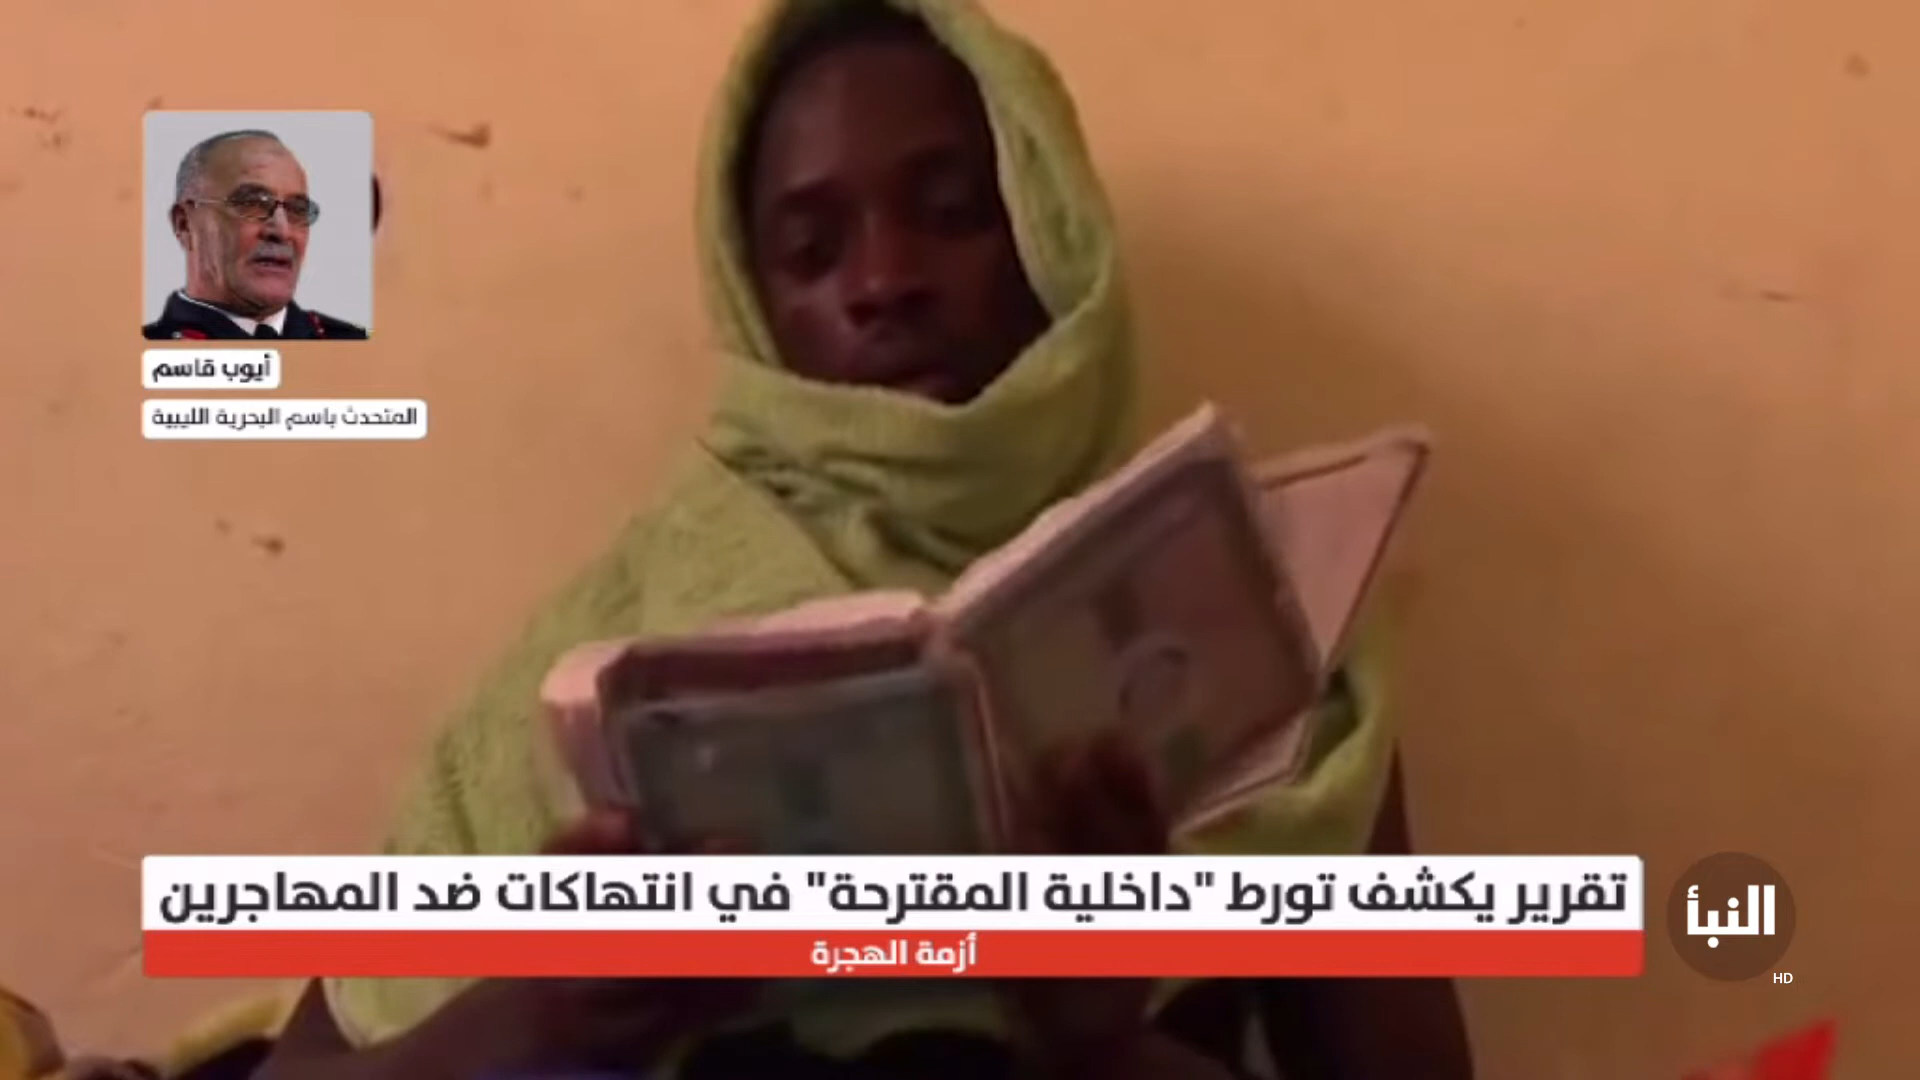 أيوب قاسم
المتحدث باسم البحرية الليبية
تقرير يكشف تورط "داخلية المقترحة" في انتهاكات ضد المهاجرين
أزمة الهجرة
النبأ
HD